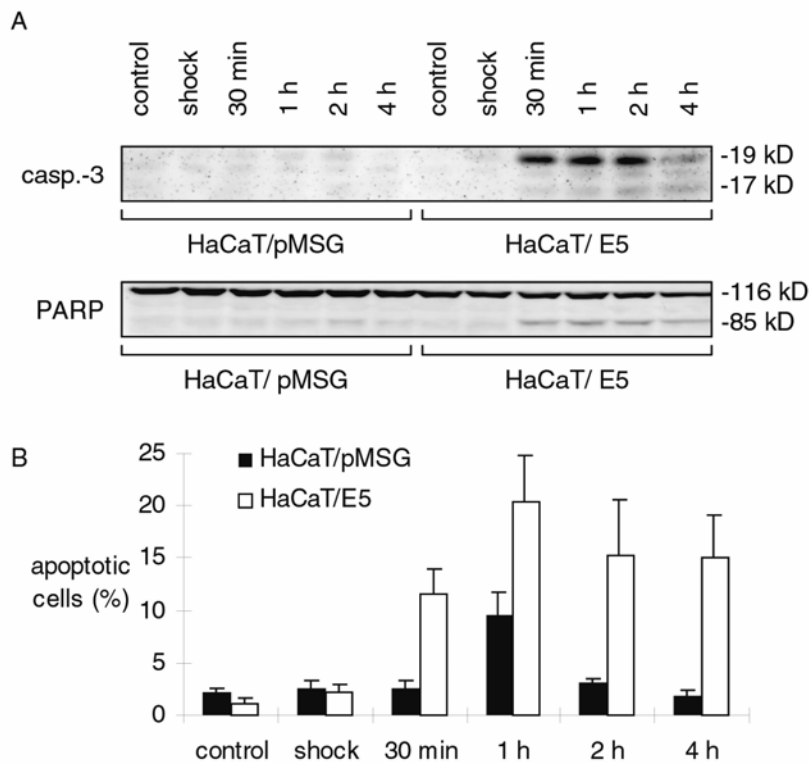 A
control shock 30 min 1 h 2 h 4 h control shock 30 min 1 h 2 h 4 h
casp.-3
-19 kD
-17 kD
HaCaT/pMSG HaCaT/ E5
PARP
-116 kD
-85 kD
HaCaT/ pMSG HaCaT/ E5
B
25
20
15
10
5
0
HaCaT/pMSG
HaCaT/E5
apoptotic
cells (%)
control shock 30 min 1 h 2 h 4 h